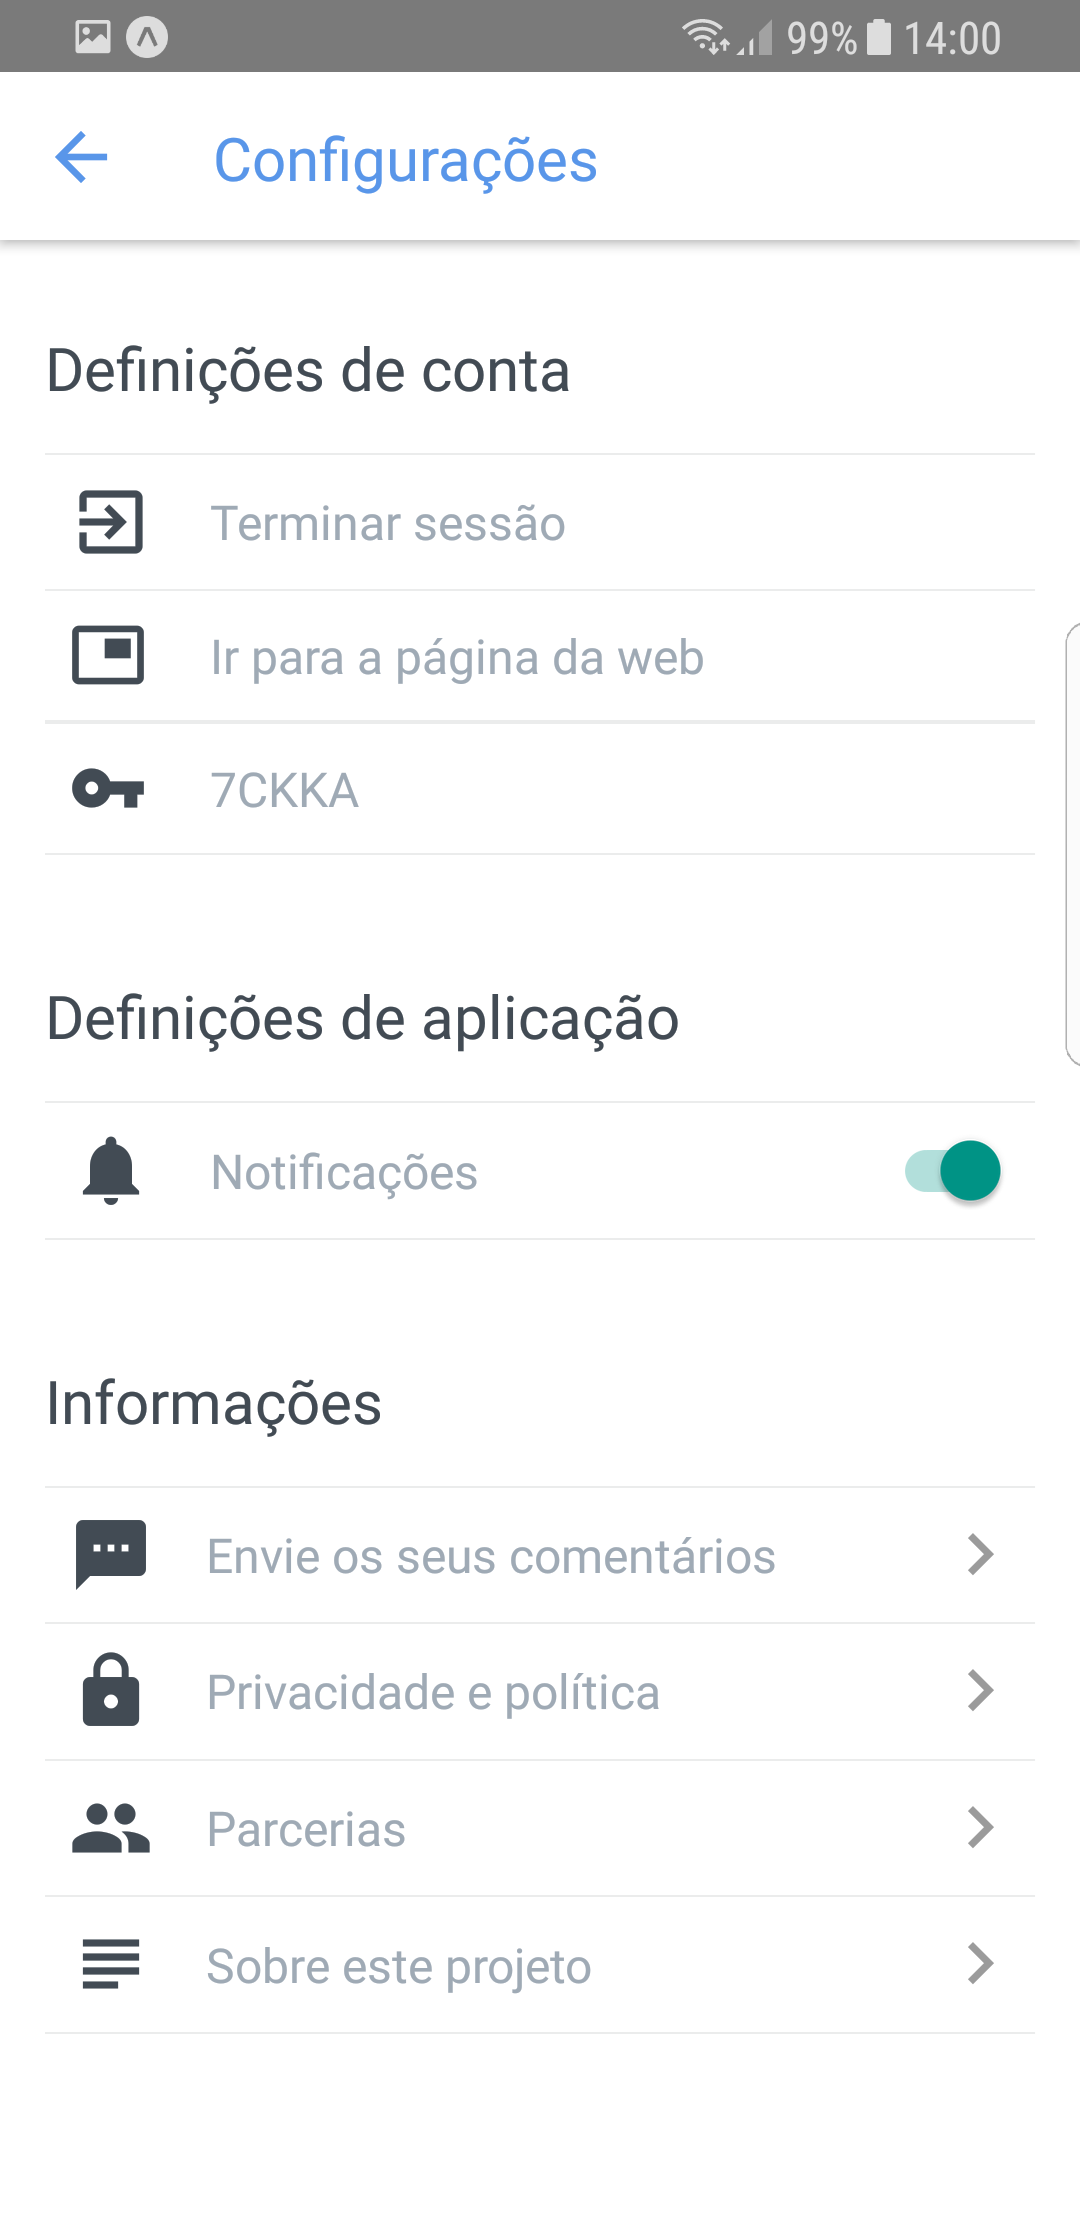 99% 14:00
Configurações
Definições de conta
Terminar sessão
Ir para a página da web
7CKKA
Definições de aplicação
Notificações
Informações
Envie os seus comentários
Privacidade e política
Parcerias
Sobre este projeto